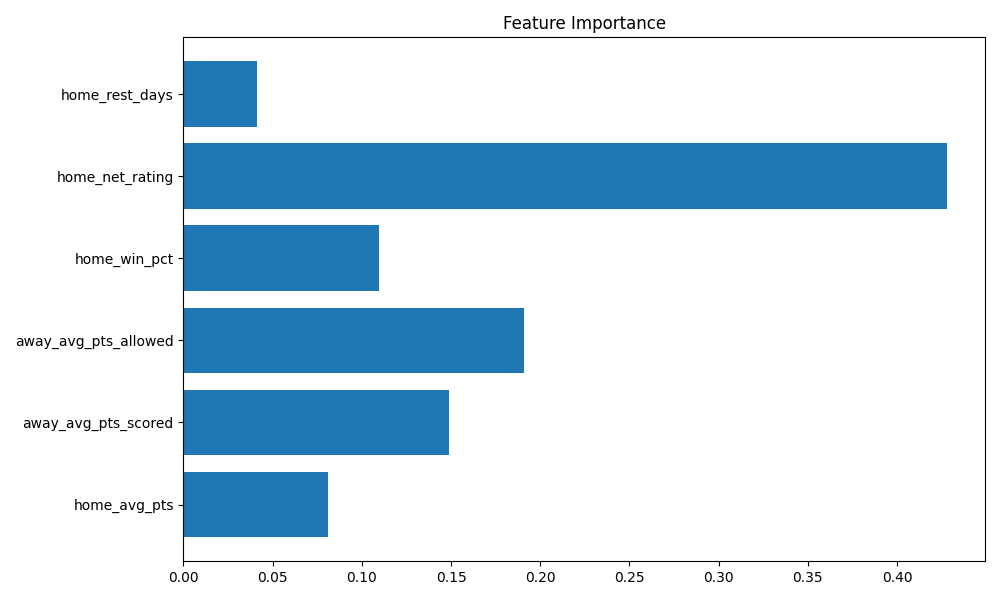 Feature Importance
home_rest_days
home_net_rating
home_win_pct
away_avg_pts_allowed
away_avg_pts_scored
home_avg_pts
0.00 0.05 0.10 0.15 0.20 0.25 0.30 0.35 0.40